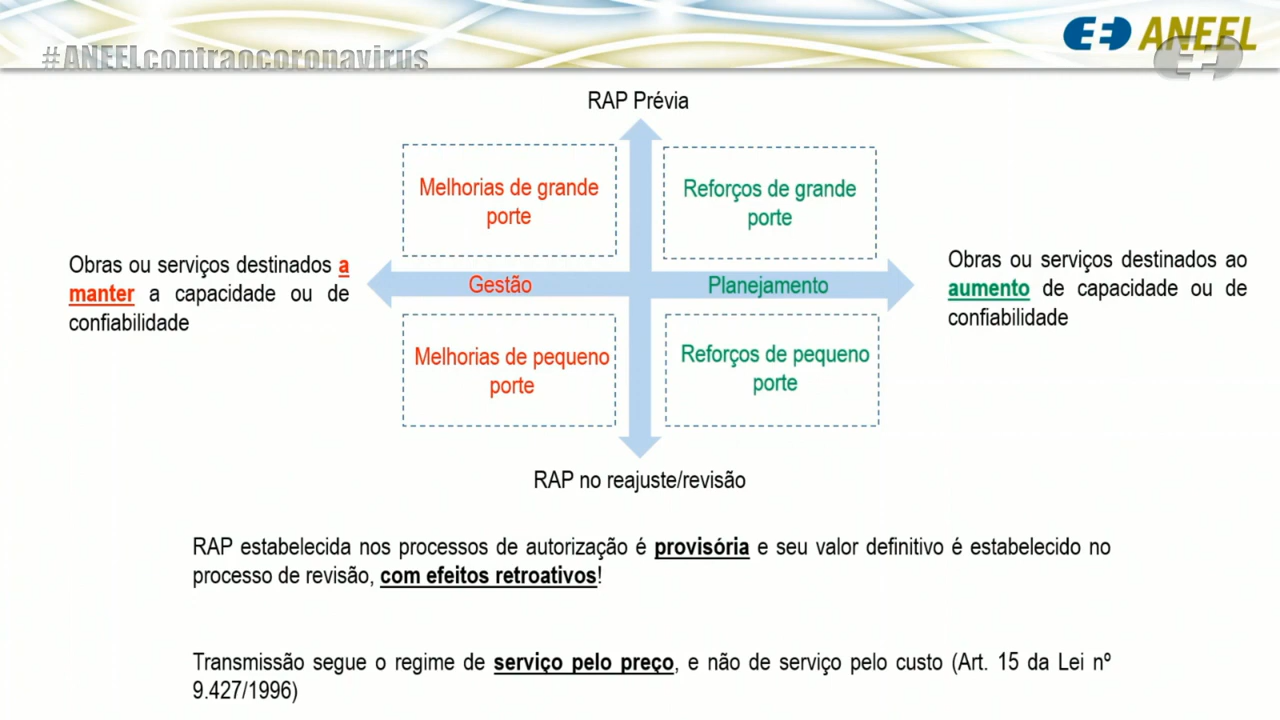 #ANEELcontraocoronavirus
ANEEL
RAP Prévia
Melhorias de grande
porte
Reforços de grande
porte
Obras ou serviços destinados a
manter a capacidade ou de
confiabilidade
Gestão
Planejamento
Obras ou serviços destinados ao
aumento de capacidade ou de
confiabilidade
Melhorias de pequeno
porte
Reforços de pequeno
porte
RAP no reajuste/revisão
RAP estabelecida nos processos de autorização é provisória e seu valor definitivo é estabelecido no
processo de revisão, com efeitos retroativos!
Transmissão segue o regime de serviço pelo preço, e não de serviço pelo custo (Art. 15 da Lei nº
9.427/1996)